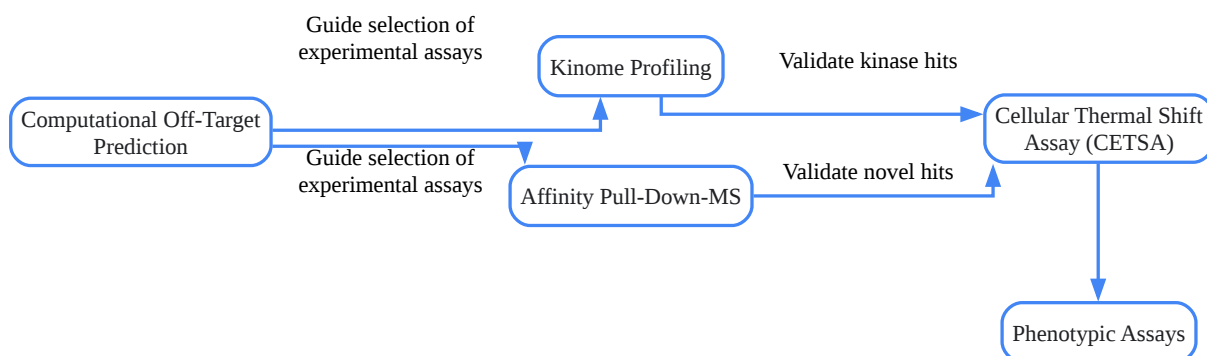 Guide selection of
experimental assays
Kinome Profiling
Validate kinase hits
Computational Off-Target
Prediction
Cellular Thermal Shift
Assay (CETSA)
Guide selection of
experimental assays
Affinity Pull-Down-MS
Validate novel hits
Phenotypic Assays